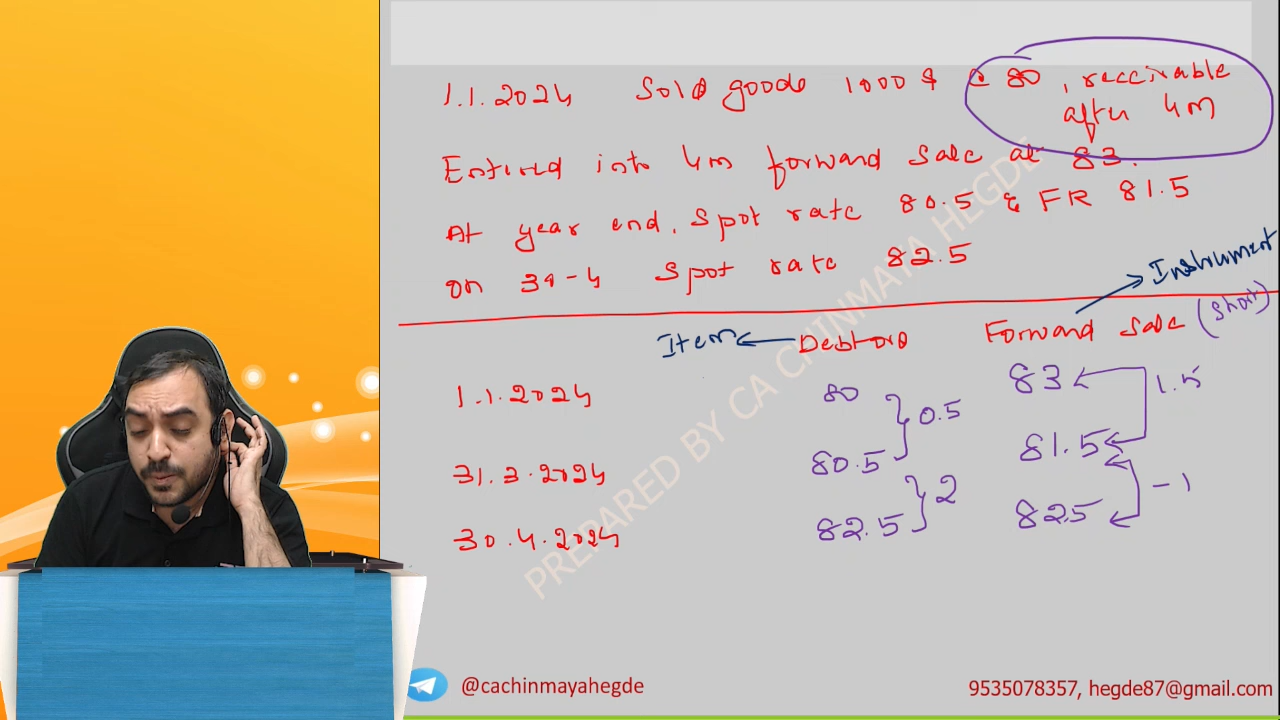 1.1.2024 Sold goods 1000 $ @ 80, receivable
after 4m
Entired into 4m forward sale at 83.
At year end, spot rate 80.5 & FR 81.5
on 30-4 spot rate 82.5
Instrument
Item Debtors Forward sale (short)
1.1.2024 80 83
0.5 1.5
31.3.2024 80.5 81.5
2 -1
30.4.2024 82.5 82.5
PREPARED BY CA CHINMAYA HEGDE
@cachinmayahegde
9535078357, hegde87@gmail.com